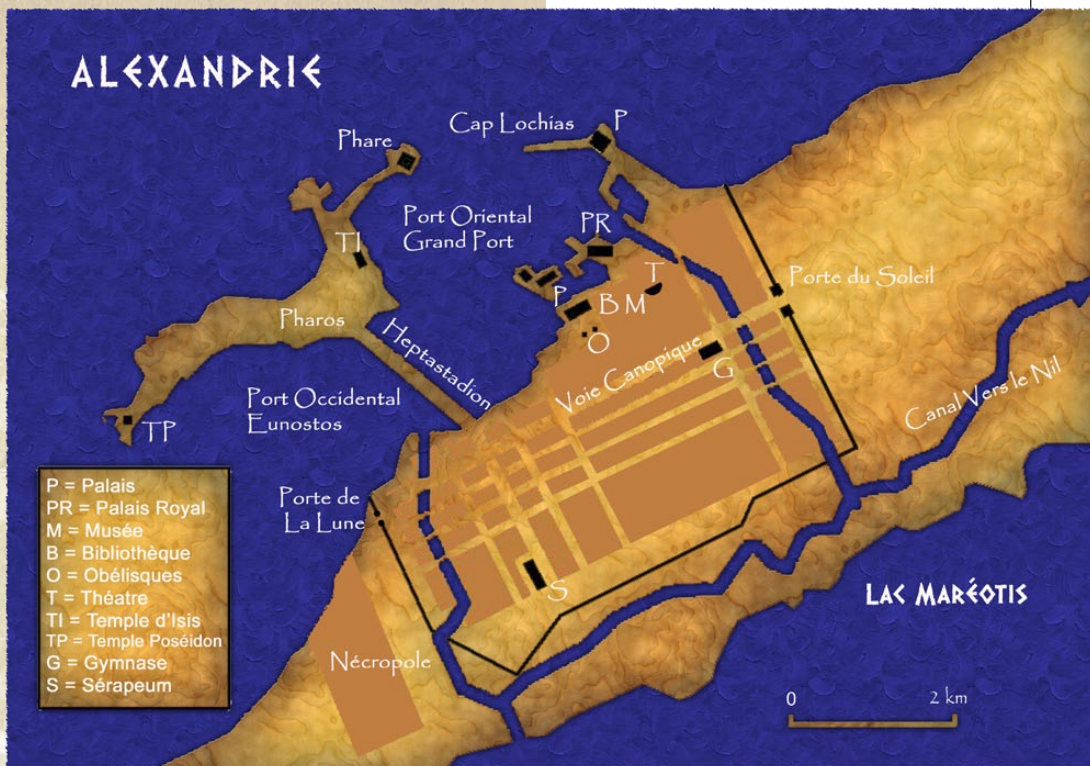 ALEXANDRIE
Cap Lochias
P
Phare
Port Oriental
Grand Port
PR
TI
T
Porte du Soleil
P
B M
Pharos
Heptastadion
O
Voie Canopique
G
Port Occidental
Eunostos
Canal Vers le Nil
TP
Porte de
La Lune
S
LAC MARÉOTIS
Nécropole
P = Palais
PR = Palais Royal
M = Musée
B = Bibliothèque
O = Obélisques
T = Théatre
TI = Temple d'Isis
TP = Temple Poséidon
G = Gymnase
S = Sérapeum
0 2 km